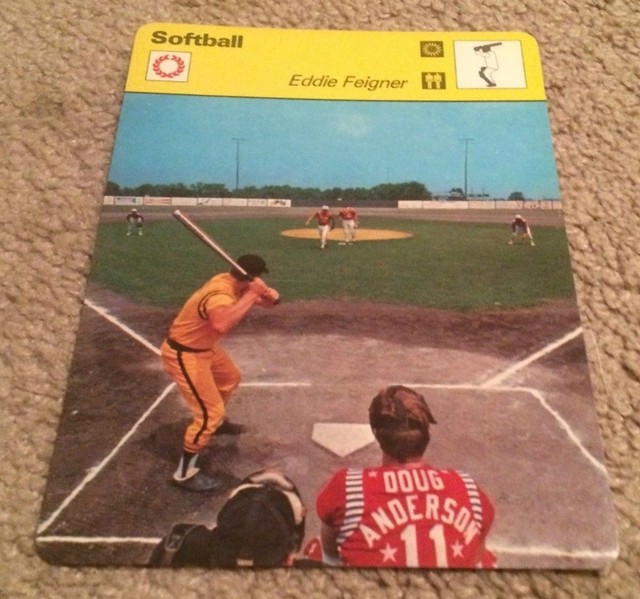 Softball
Eddie Feigner
DOUG
ANDERSON
11